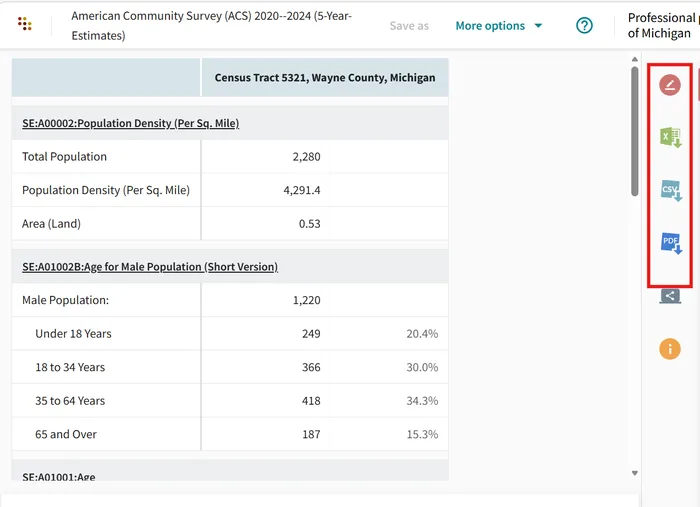 American Community Survey (ACS) 2020--2024 (5-Year-
Estimates)
Save as
More options
?
Professional
of Michigan
Census Tract 5321, Wayne County, Michigan
SE:A00002:Population Density (Per Sq. Mile)
Total Population 2,280
Population Density (Per Sq. Mile) 4,291.4
Area (Land) 0.53
SE:A01002B:Age for Male Population (Short Version)
Male Population: 1,220
Under 18 Years 249 20.4%
18 to 34 Years 366 30.0%
35 to 64 Years 418 34.3%
65 and Over 187 15.3%
SE:A01001:Age
X
CSV
PDF
i